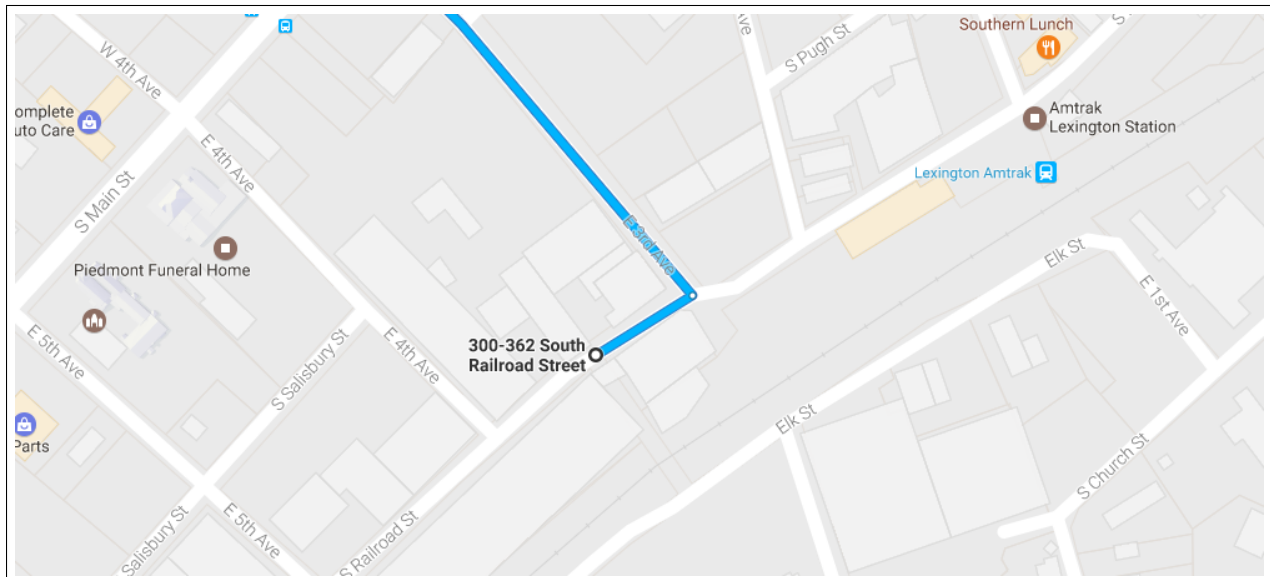 Southern Lunch
S Pugh St
Ave
S
W 4th Ave
omplete
uto Care
Amtrak
Lexington Station
E 4th Ave
Lexington Amtrak
S Main St
E 3rd Ave
Elk St
Piedmont Funeral Home
E 1st Ave
E 5th Ave
S Salisbury St
E 4th Ave
300-362 South
Railroad Street
Elk St
Parts
S Church St
E 5th Ave
Salisbury St
S Railroad St